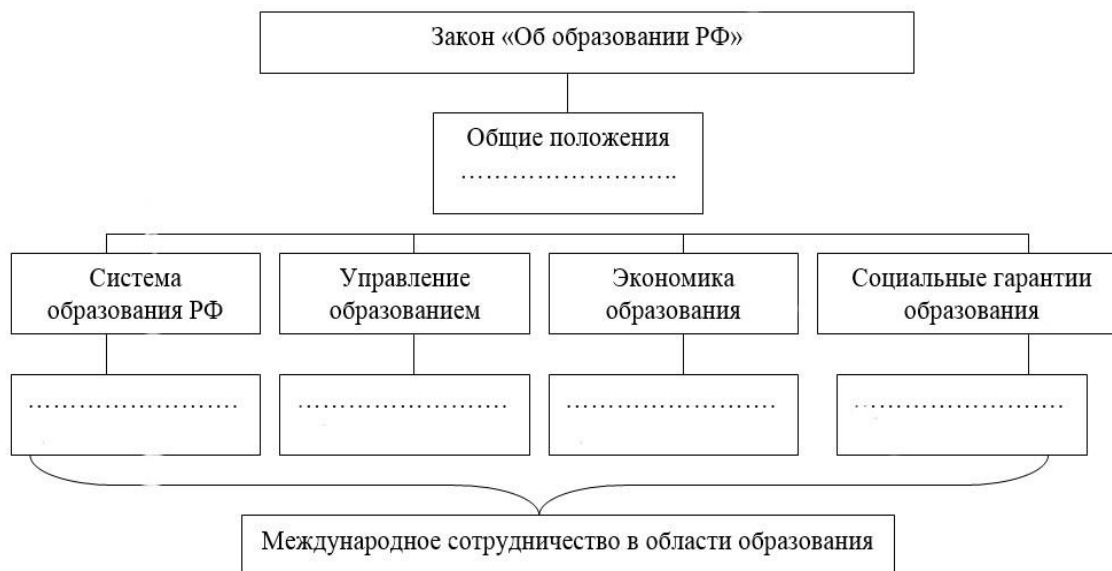 Закон «Об образовании РФ»
Общие положения
……………………..
Система
образования РФ
Управление
образованием
Экономика
образования
Социальные гарантии
образования
…………………….
…………………….
…………………….
…………………….
Международное сотрудничество в области образования